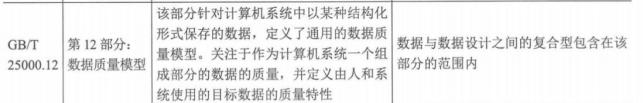 该部分针对计算机系统中以某种结构化
形式保存的数据，定义了通用的数据质
GB/T
25000.12
第 12 部分：
数据质量模型
量模型。关注于作为计算机系统一个组
成部分的数据的质量，并定义由人和系
统使用的目标数据的质量特性
数据与数据设计之间的复合型包含在该
部分的范围内